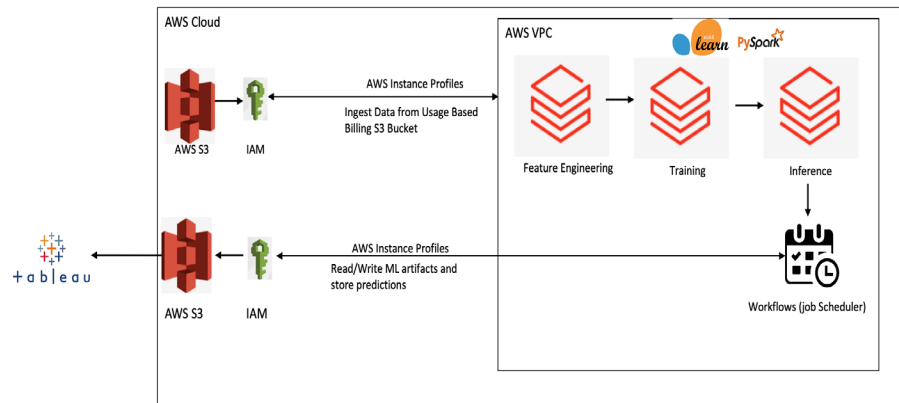 AWS Cloud
AWS VPC
scikit
learn
PySpark
AWS Instance Profiles
Ingest Data from Usage Based
Billing S3 Bucket
AWS S3
IAM
Feature Engineering
Training
Inference
AWS Instance Profiles
Read/Write ML artifacts and
store predictions
+ableau
AWS S3
IAM
Workflows (job Scheduler)